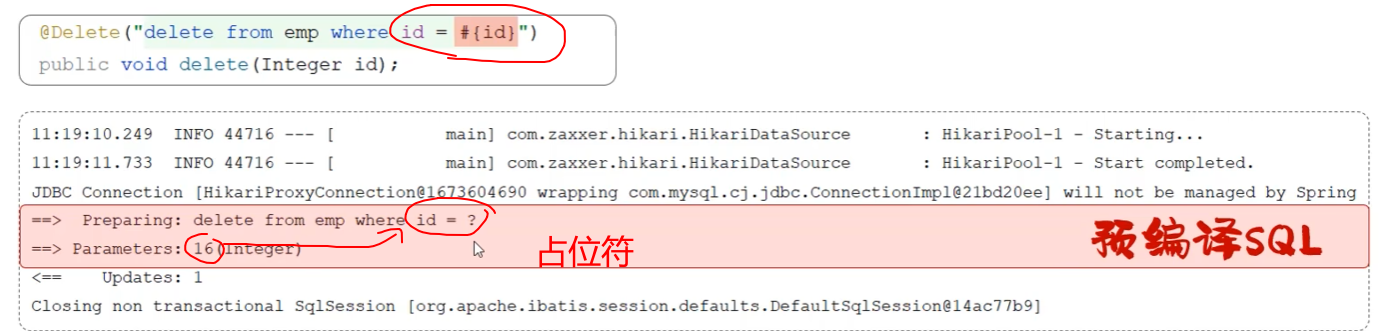 @Delete("delete from emp where id = #{id}")
public void delete(Integer id);
11:19:10.249  INFO 44716 --- [           main] com.zaxxer.hikari.HikariDataSource       : HikariPool-1 - Starting...
11:19:11.733  INFO 44716 --- [           main] com.zaxxer.hikari.HikariDataSource       : HikariPool-1 - Start completed.
JDBC Connection [HikariProxyConnection@1673604690 wrapping com.mysql.cj.jdbc.ConnectionImpl@21bd20ee] will not be managed by Spring
==>  Preparing: delete from emp where id = ?
==> Parameters: 16(Integer)
占位符
预编译SQL
<==    Updates: 1
Closing non transactional SqlSession [org.apache.ibatis.session.defaults.DefaultSqlSession@14ac77b9]